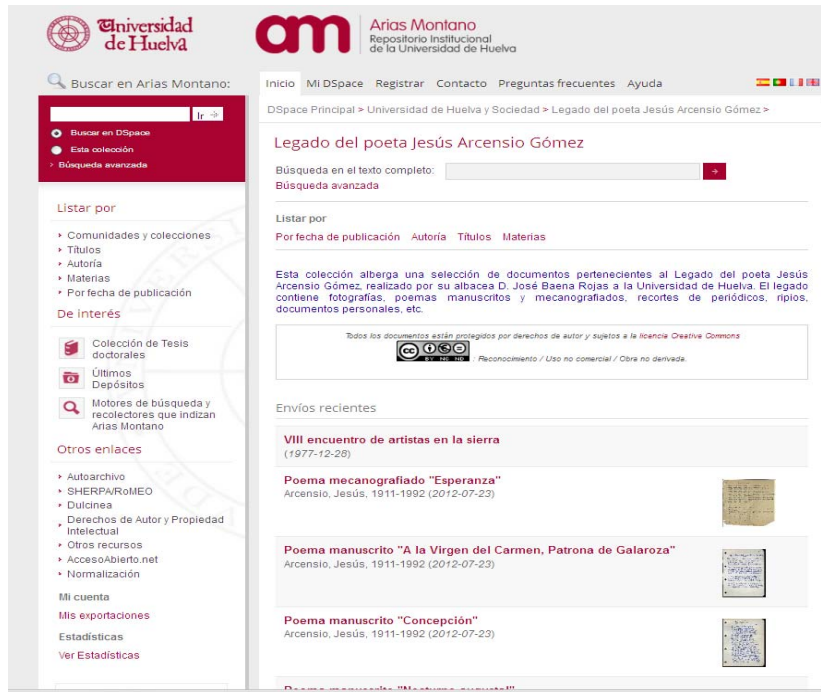 Universidad
de Huelva
am
Arias Montano
Repositorio Institucional
de la Universidad de Huelva
Buscar en Arias Montano:
Inicio Mi DSpace Registrar Contacto Preguntas frecuentes Ayuda
Ir
Buscar en DSpace
Esta colección
Búsqueda avanzada
Listar por
Comunidades y colecciones
Títulos
Autoría
Materias
Por fecha de publicación
De interés
Colección de Tesis
doctorales
Últimos
Depósitos
Motores de búsqueda y
recolectores que indizan
Arias Montano
Otros enlaces
Autoarchivo
SHERPA/RoMEO
Dulcinea
Derechos de Autor y Propiedad
Intelectual
Otros recursos
AccesoAbierto.net
Normalización
Mi cuenta
Mis exportaciones
Estadísticas
Ver Estadísticas
DSpace Principal > Universidad de Huelva y Sociedad > Legado del poeta Jesús Arcensio Gómez >
Legado del poeta Jesús Arcensio Gómez
Búsqueda en el texto completo:
Búsqueda avanzada
Listar por
Por fecha de publicación Autoría Títulos Materias
Esta colección alberga una selección de documentos pertenecientes al Legado del poeta Jesús
Arcensio Gómez, realizado por su albacea D. José Baena Rojas a la Universidad de Huelva. El legado
contiene fotografías, poemas manuscritos y mecanografiados, recortes de periódicos, ripios,
documentos personales, etc.
Todos los documentos están protegidos por derechos de autor y sujetos a la licencia Creative Commons
cc BY NC ND : Reconocimiento / Uso no comercial / Obra no derivada.
Envíos recientes
VIII encuentro de artistas en la sierra
(1977-12-28)
Poema mecanografiado "Esperanza"
Arcensio, Jesús, 1911-1992 (2012-07-23)
Poema manuscrito "A la Virgen del Carmen, Patrona de Galaroza"
Arcensio, Jesús, 1911-1992 (2012-07-23)
Poema manuscrito "Concepción"
Arcensio, Jesús, 1911-1992 (2012-07-23)